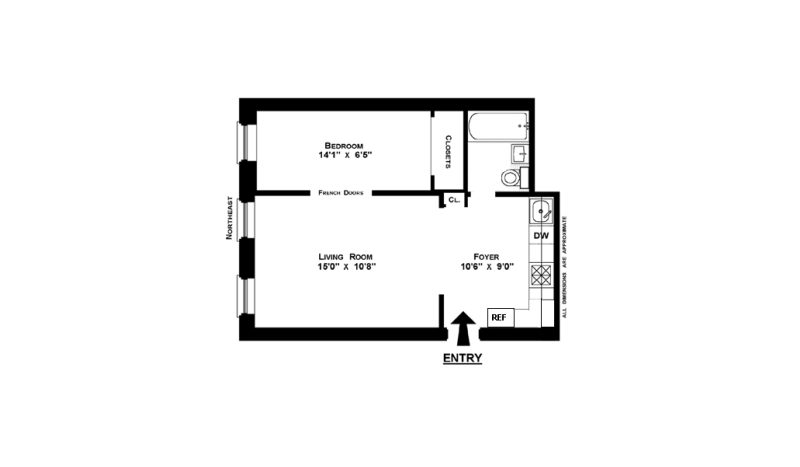 BEDROOM
14'1" X 6'5"
CLOSETS
FRENCH DOORS
CL.
NORTHEAST
LIVING ROOM
15'0" X 10'8"
FOYER
10'6" X 9'0"
DW
REF
ALL DIMENSIONS ARE APPROXIMATE
ENTRY